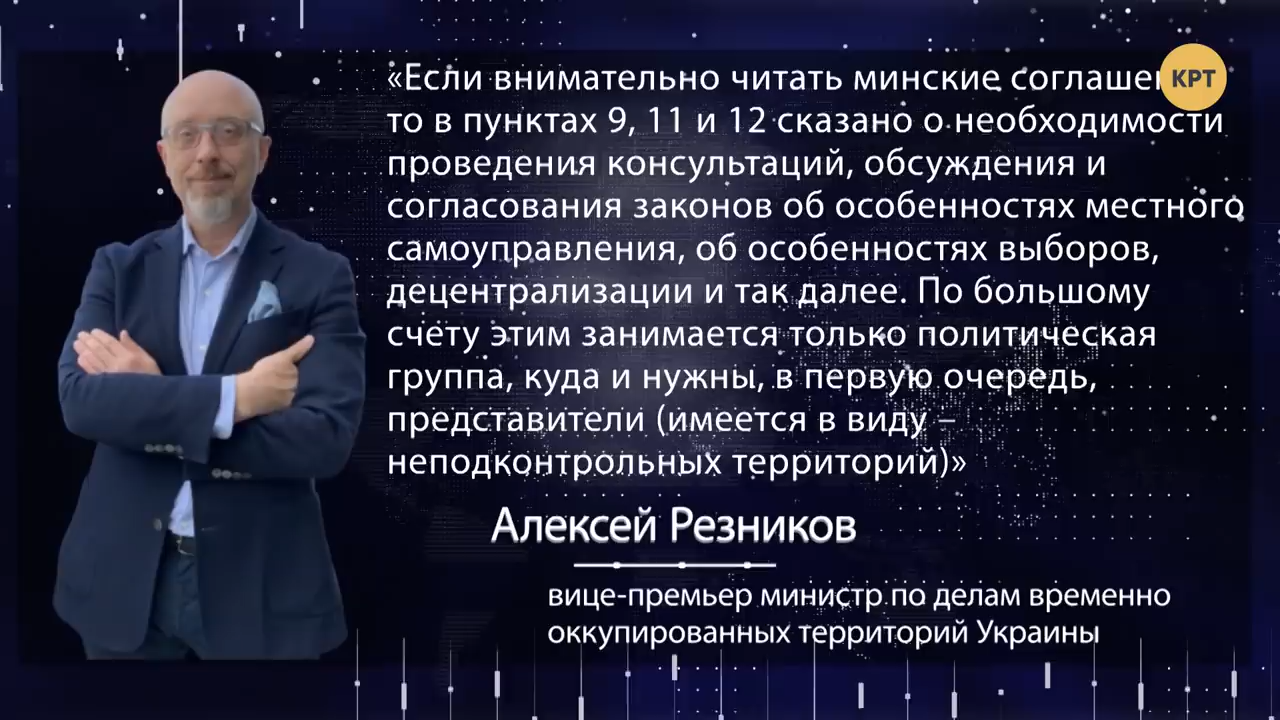 «Если внимательно читать минские соглашен
КРТ
то в пунктах 9, 11 и 12 сказано о необходимости
проведения консультаций, обсуждения и
согласования законов об особенностях местного
самоуправления, об особенностях выборов,
децентрализации и так далее. По большому
счету этим занимается только политическая
группа, куда и нужны, в первую очередь,
представители (имеется в виду –
неподконтрольных территорий)»
Алексей Резников
вице-премьер министр по делам временно
оккупированных территорий Украины